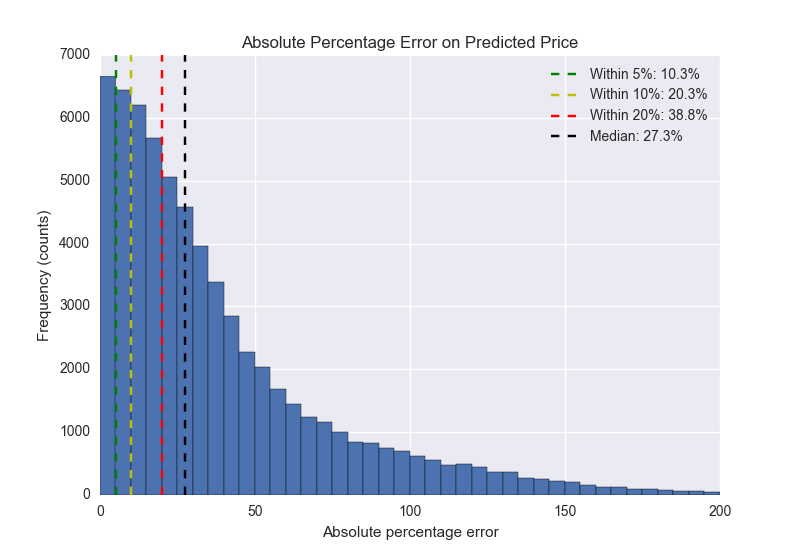 Absolute Percentage Error on Predicted Price
7000
6000
5000
4000
3000
2000
1000
0
Frequency (counts)
Within 5%: 10.3%
Within 10%: 20.3%
Within 20%: 38.8%
Median: 27.3%
0 50 100 150 200
Absolute percentage error